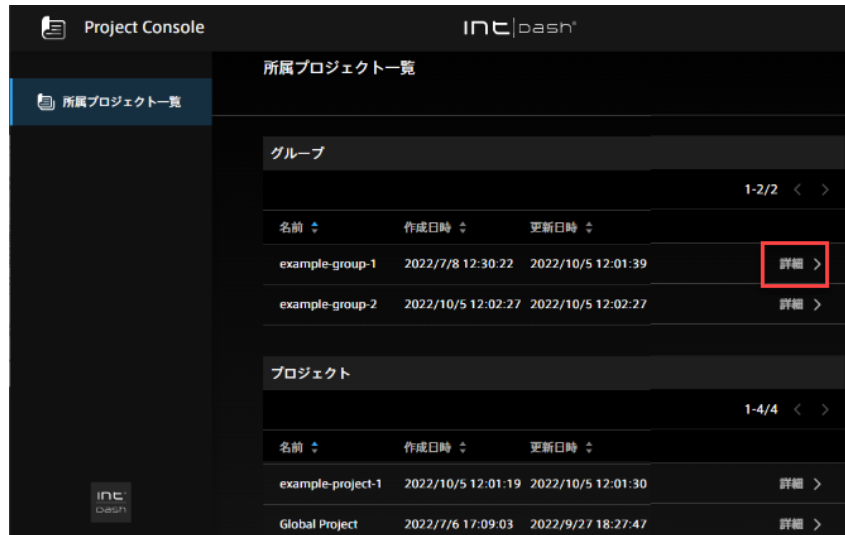 Project Console
int|dash®
所属プロジェクト一覧
所属プロジェクト一覧
グループ
1-2/2
名前 作成日時 更新日時
example-group-1 2022/7/8 12:30:22 2022/10/5 12:01:39 詳細
example-group-2 2022/10/5 12:02:27 2022/10/5 12:02:27 詳細
プロジェクト
1-4/4
名前 作成日時 更新日時
example-project-1 2022/10/5 12:01:19 2022/10/5 12:01:30 詳細
Global Project 2022/7/6 17:09:03 2022/9/27 18:27:47 詳細
int
dash